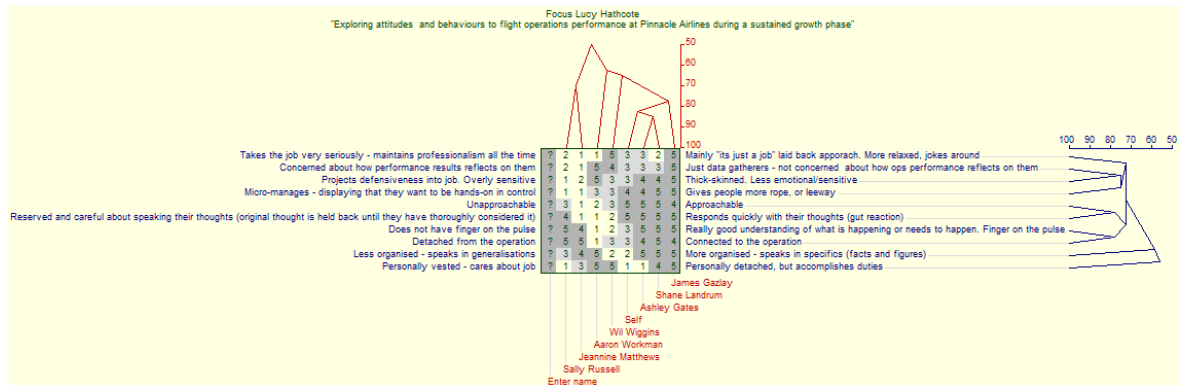 Focus Lucy Hathcote
"Exploring attitudes and behaviours to flight operations performance at Pinnacle Airlines during a sustained growth phase"
50
60
70
80
90
100
100 90 80 70 60 50
Takes the job very seriously - maintains professionalism all the time ? 2 1 1 5 3 3 2 5 Mainly "its just a job" laid back apporach. More relaxed, jokes around
Concerned about how performance results reflects on them ? 2 1 5 4 3 3 3 5 Just data gatherers - not concerned about how ops performance reflects on them
Projects defensiveness into job. Overly sensitive ? 1 2 5 3 3 4 4 5 Thick-skinned. Less emotional/sensitive
Micro-manages - displaying that they want to be hands-on in control ? 1 1 3 3 4 4 5 5 Gives people more rope, or leeway
Unapproachable ? 3 1 2 3 5 5 5 4 Approachable
Reserved and careful about speaking their thoughts (original thought is held back until they have thoroughly considered it) ? 4 1 1 2 5 5 5 5 Responds quickly with their thoughts (gut reaction)
Does not have finger on the pulse ? 5 4 1 2 3 5 5 5 Really good understanding of what is happening or needs to happen. Finger on the pulse
Detached from the operation ? 5 5 1 3 3 4 5 4 Connected to the operation
Less organised - speaks in generalisations ? 3 4 5 2 2 5 5 5 More organised - speaks in specifics (facts and figures)
Personally vested - cares about job ? 1 3 5 5 1 1 4 5 Personally detached, but accomplishes duties
James Gazlay
Shane Landrum
Ashley Gates
Self
Wil Wiggins
Aaron Workman
Jeannine Matthews
Sally Russell
Enter name